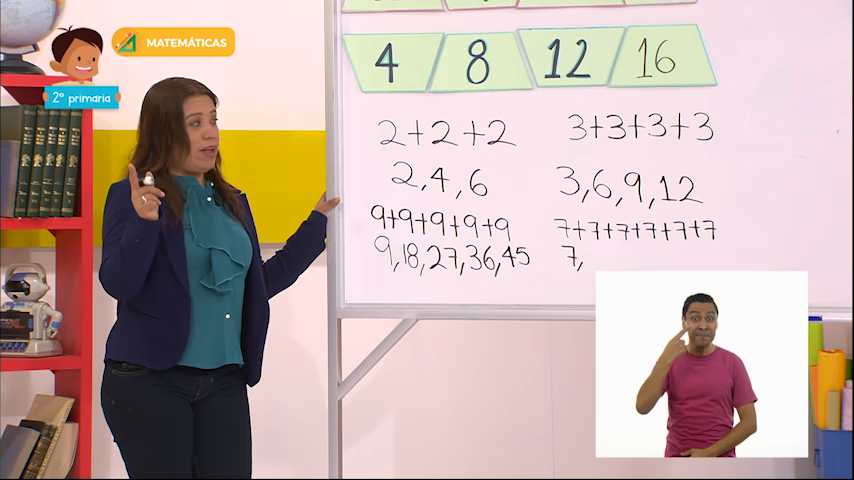 MATEMÁTICAS
2° primaria
4 8 12 16
2+2+2
3+3+3+3
2,4,6
3,6,9,12
9+9+9+9+9
7+7+7+7+7+7
9,18,27,36,45
7,